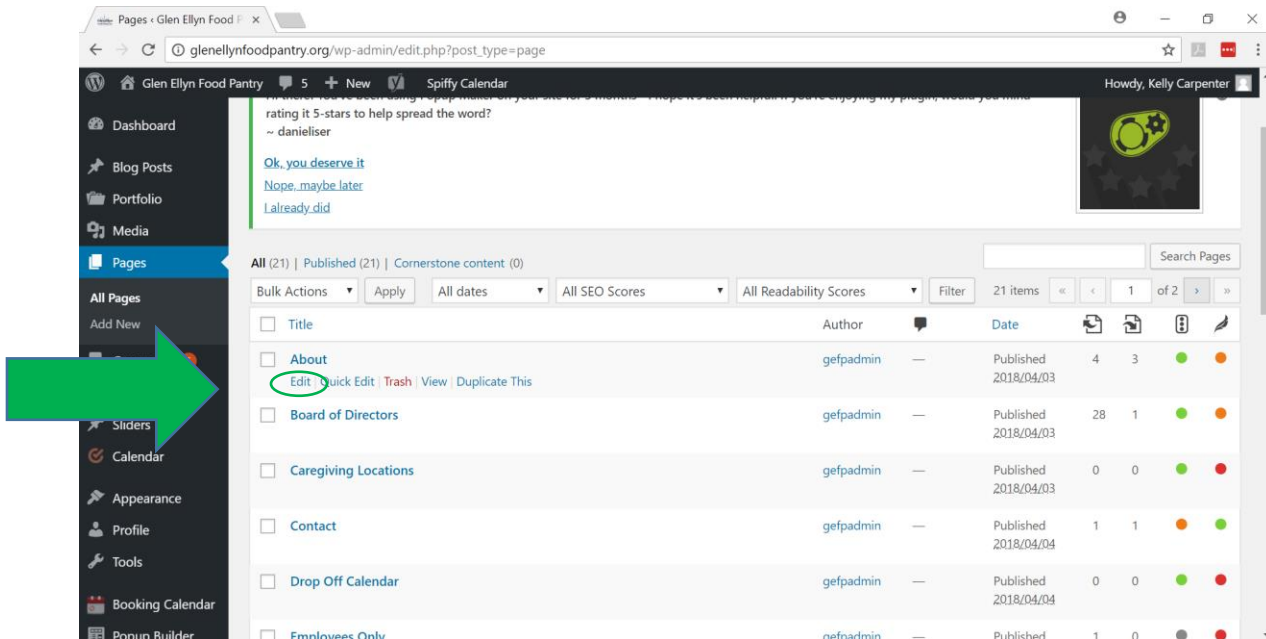 Pages ‹ Glen Ellyn Food P
glenellynfoodpantry.org/wp-admin/edit.php?post_type=page
Glen Ellyn Food Pantry 5 + New Spiffy Calendar Howdy, Kelly Carpenter
rating it 5-stars to help spread the word?
~ danieliser
Ok, you deserve it
Nope, maybe later
I already did
Dashboard
Blog Posts
Portfolio
Media
Pages
All Pages
Add New
Sliders
Calendar
Appearance
Profile
Tools
Booking Calendar
Popup Builder
All (21) | Published (21) | Cornerstone content (0)
Search Pages
Bulk Actions Apply All dates All SEO Scores All Readability Scores Filter 21 items « ‹ 1 of 2 › »
Title Author Date
About gefpadmin — Published 4 3
Edit | Quick Edit | Trash | View | Duplicate This 2018/04/03
Board of Directors gefpadmin — Published 28 1
2018/04/03
Caregiving Locations gefpadmin — Published 0 0
2018/04/03
Contact gefpadmin — Published 1 1
2018/04/04
Drop Off Calendar gefpadmin — Published 0 0
2018/04/04
Employees Only gefpadmin — Published 1 0